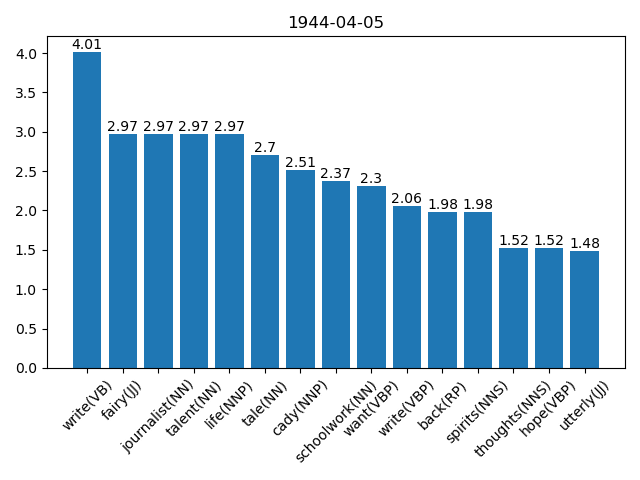 1944-04-05
4.01
2.97 2.97 2.97 2.97
2.7
2.51
2.37
2.3
2.06
1.98 1.98
1.52 1.52
1.48
4.0
3.5
3.0
2.5
2.0
1.5
1.0
0.5
0.0
write(VB)
fairy(JJ)
journalist(NN)
talent(NN)
life(NNP)
tale(NN)
cady(NNP)
schoolwork(NN)
want(VBP)
write(VBP)
back(RP)
spirits(NNS)
thoughts(NNS)
hope(VBP)
utterly(JJ)